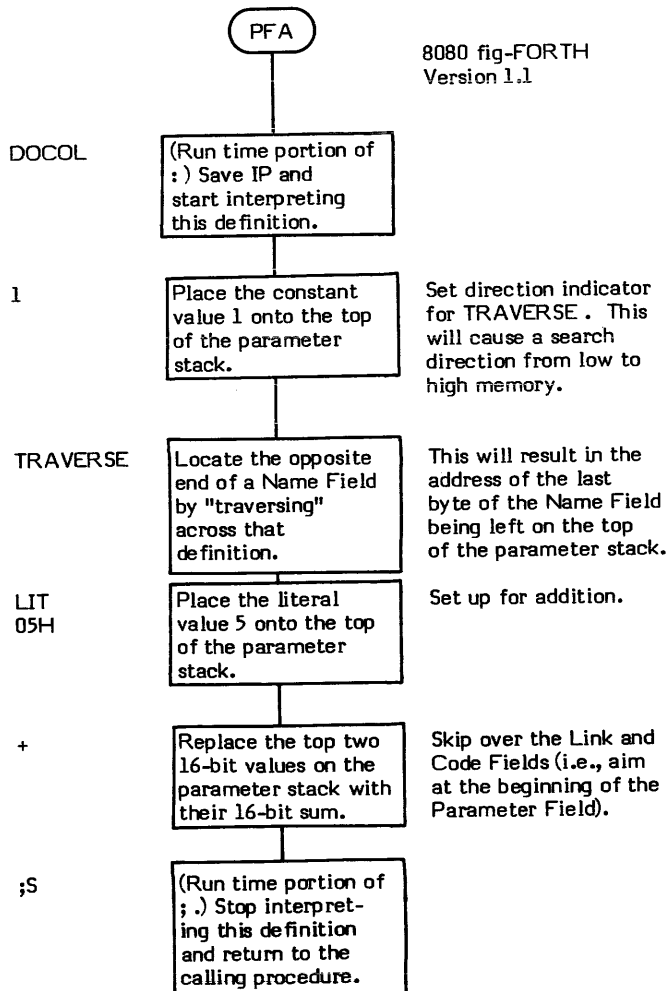 PFA
8080 fig-FORTH
Version 1.1
DOCOL
(Run time portion of
: ) Save IP and
start interpreting
this definition.
1
Place the constant
value 1 onto the top
of the parameter
stack.
Set direction indicator
for TRAVERSE . This
will cause a search
direction from low to
high memory.
TRAVERSE
Locate the opposite
end of a Name Field
by "traversing"
across that
definition.
This will result in the
address of the last
byte of the Name Field
being left on the top
of the parameter stack.
LIT
05H
Place the literal
value 5 onto the top
of the parameter
stack.
Set up for addition.
+
Replace the top two
16-bit values on the
parameter stack with
their 16-bit sum.
Skip over the Link and
Code Fields (i.e., aim
at the beginning of the
Parameter Field).
;S
(Run time portion of
; .) Stop interpret-
ing this definition
and return to the
calling procedure.